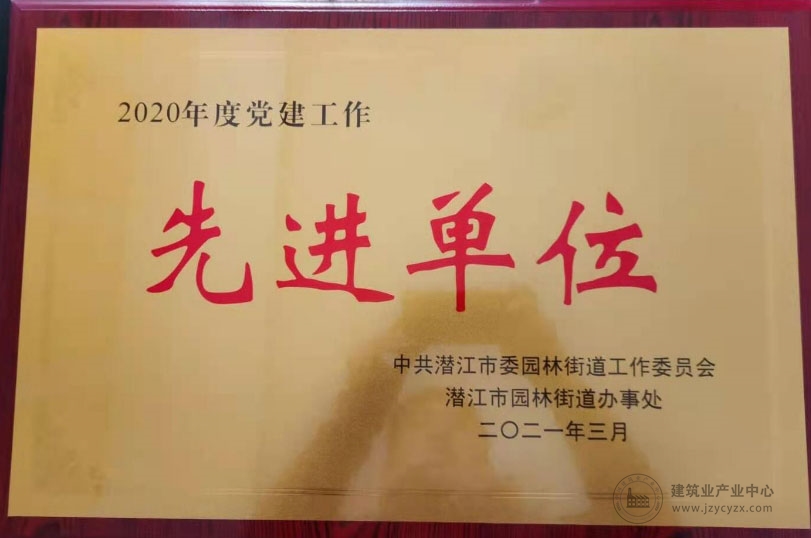 2020年度党建工作
先进单位
中共潜江市委园林街道工作委员会
潜江市园林街道办事处
二〇二一年三月
建筑业产业中心
www.jzycyzx.com